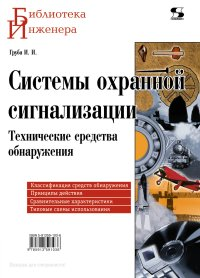 Библиотека
Инженера
Груба И. И.
Системы охранной
сигнализации
Технические средства
обнаружения
Классификация средств обнаружения
Принципы действия
Сравнительные характеристики
Типовые схемы использования